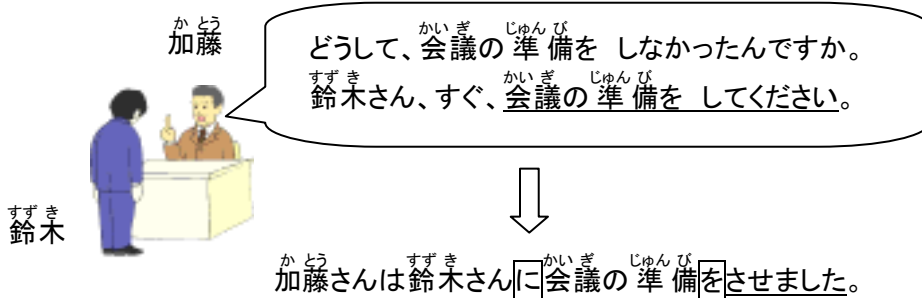 加藤
どうして、会議の準備を しなかったんですか。
鈴木さん、すぐ、会議の準備を してください。
鈴木
加藤さんは鈴木さんに会議の準備をさせました。